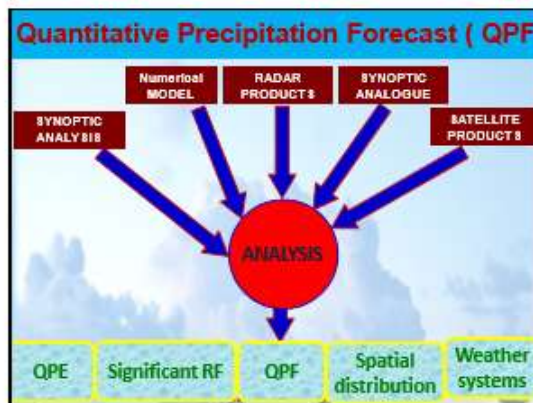 Quantitative Precipitation Forecast ( QPF
Numerical
MODEL
RADAR
PRODUCTS
SYNOPTIC
ANALOGUE
SYNOPTIC
ANALYSIS
SATELLITE
PRODUCTS
ANALYSIS
QPE
Significant RF
QPF
Spatial
distribution
Weather
systems